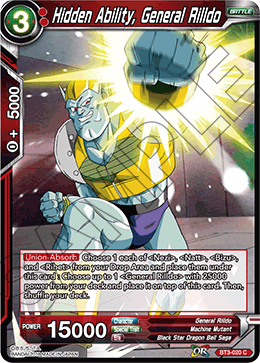 3
Hidden Ability, General Rilldo
BATTLE
0 + 5000
Union-Absorb: Choose 1 each of <Nezi>, <Natt>, <Bizu>
and <Ribet> from your Drop Area and place them under
this card. Choose up to 1 <General Rilldo> with 25000
power from your deck and place it on top of this card. Then,
shuffle your deck.
POWER 15000
Character General Rilldo
Special Trait Machine Mutant
Era Black Star Dragon Ball Saga
BT3-020 C